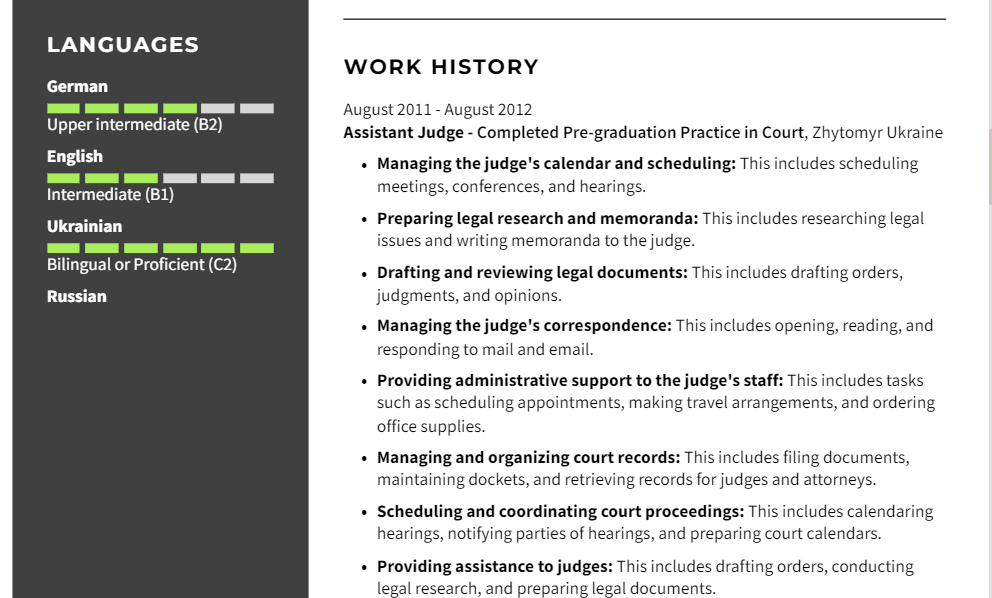 LANGUAGES
German
Upper intermediate (B2)
English
Intermediate (B1)
Ukrainian
Bilingual or Proficient (C2)
Russian
WORK HISTORY
August 2011 - August 2012
Assistant Judge - Completed Pre-graduation Practice in Court, Zhytomyr Ukraine
• Managing the judge's calendar and scheduling: This includes scheduling
meetings, conferences, and hearings.
• Preparing legal research and memoranda: This includes researching legal
issues and writing memoranda to the judge.
• Drafting and reviewing legal documents: This includes drafting orders,
judgments, and opinions.
• Managing the judge's correspondence: This includes opening, reading, and
responding to mail and email.
• Providing administrative support to the judge's staff: This includes tasks
such as scheduling appointments, making travel arrangements, and ordering
office supplies.
• Managing and organizing court records: This includes filing documents,
maintaining dockets, and retrieving records for judges and attorneys.
• Scheduling and coordinating court proceedings: This includes calendaring
hearings, notifying parties of hearings, and preparing court calendars.
• Providing assistance to judges: This includes drafting orders, conducting
legal research, and preparing legal documents.